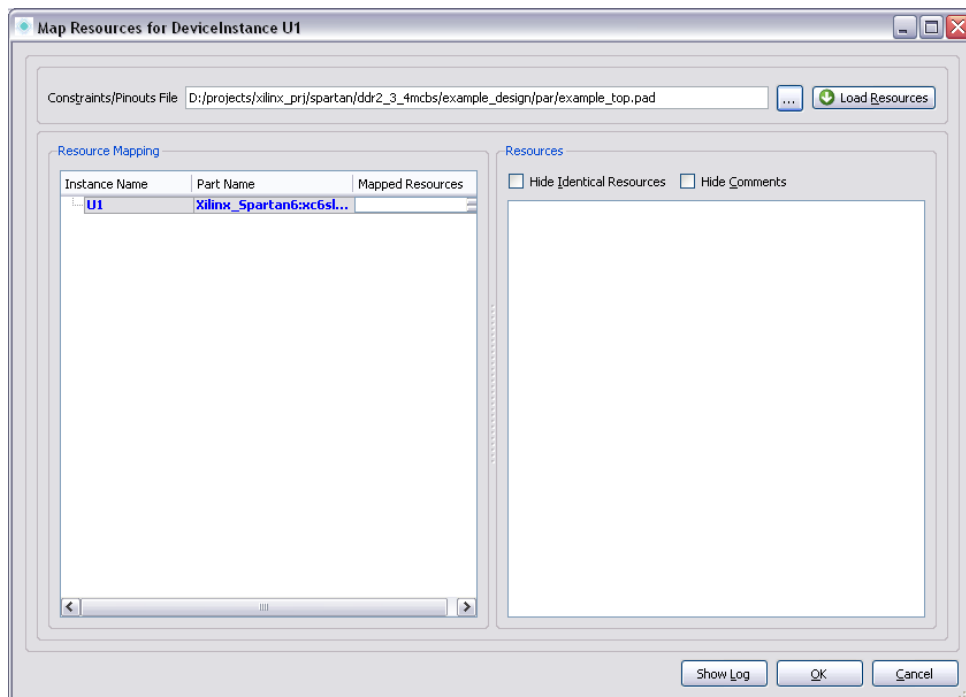 Map Resources for DeviceInstance U1
Constraints/Pinouts File D:/projects/xilinx_prj/spartan/ddr2_3_4mcbs/example_design/par/example_top.pad ... Load Resources
Resource Mapping
Instance Name Part Name Mapped Resources
U1 Xilinx_Spartan6:xc6sl...
Resources
Hide Identical Resources Hide Comments
Show Log OK Cancel